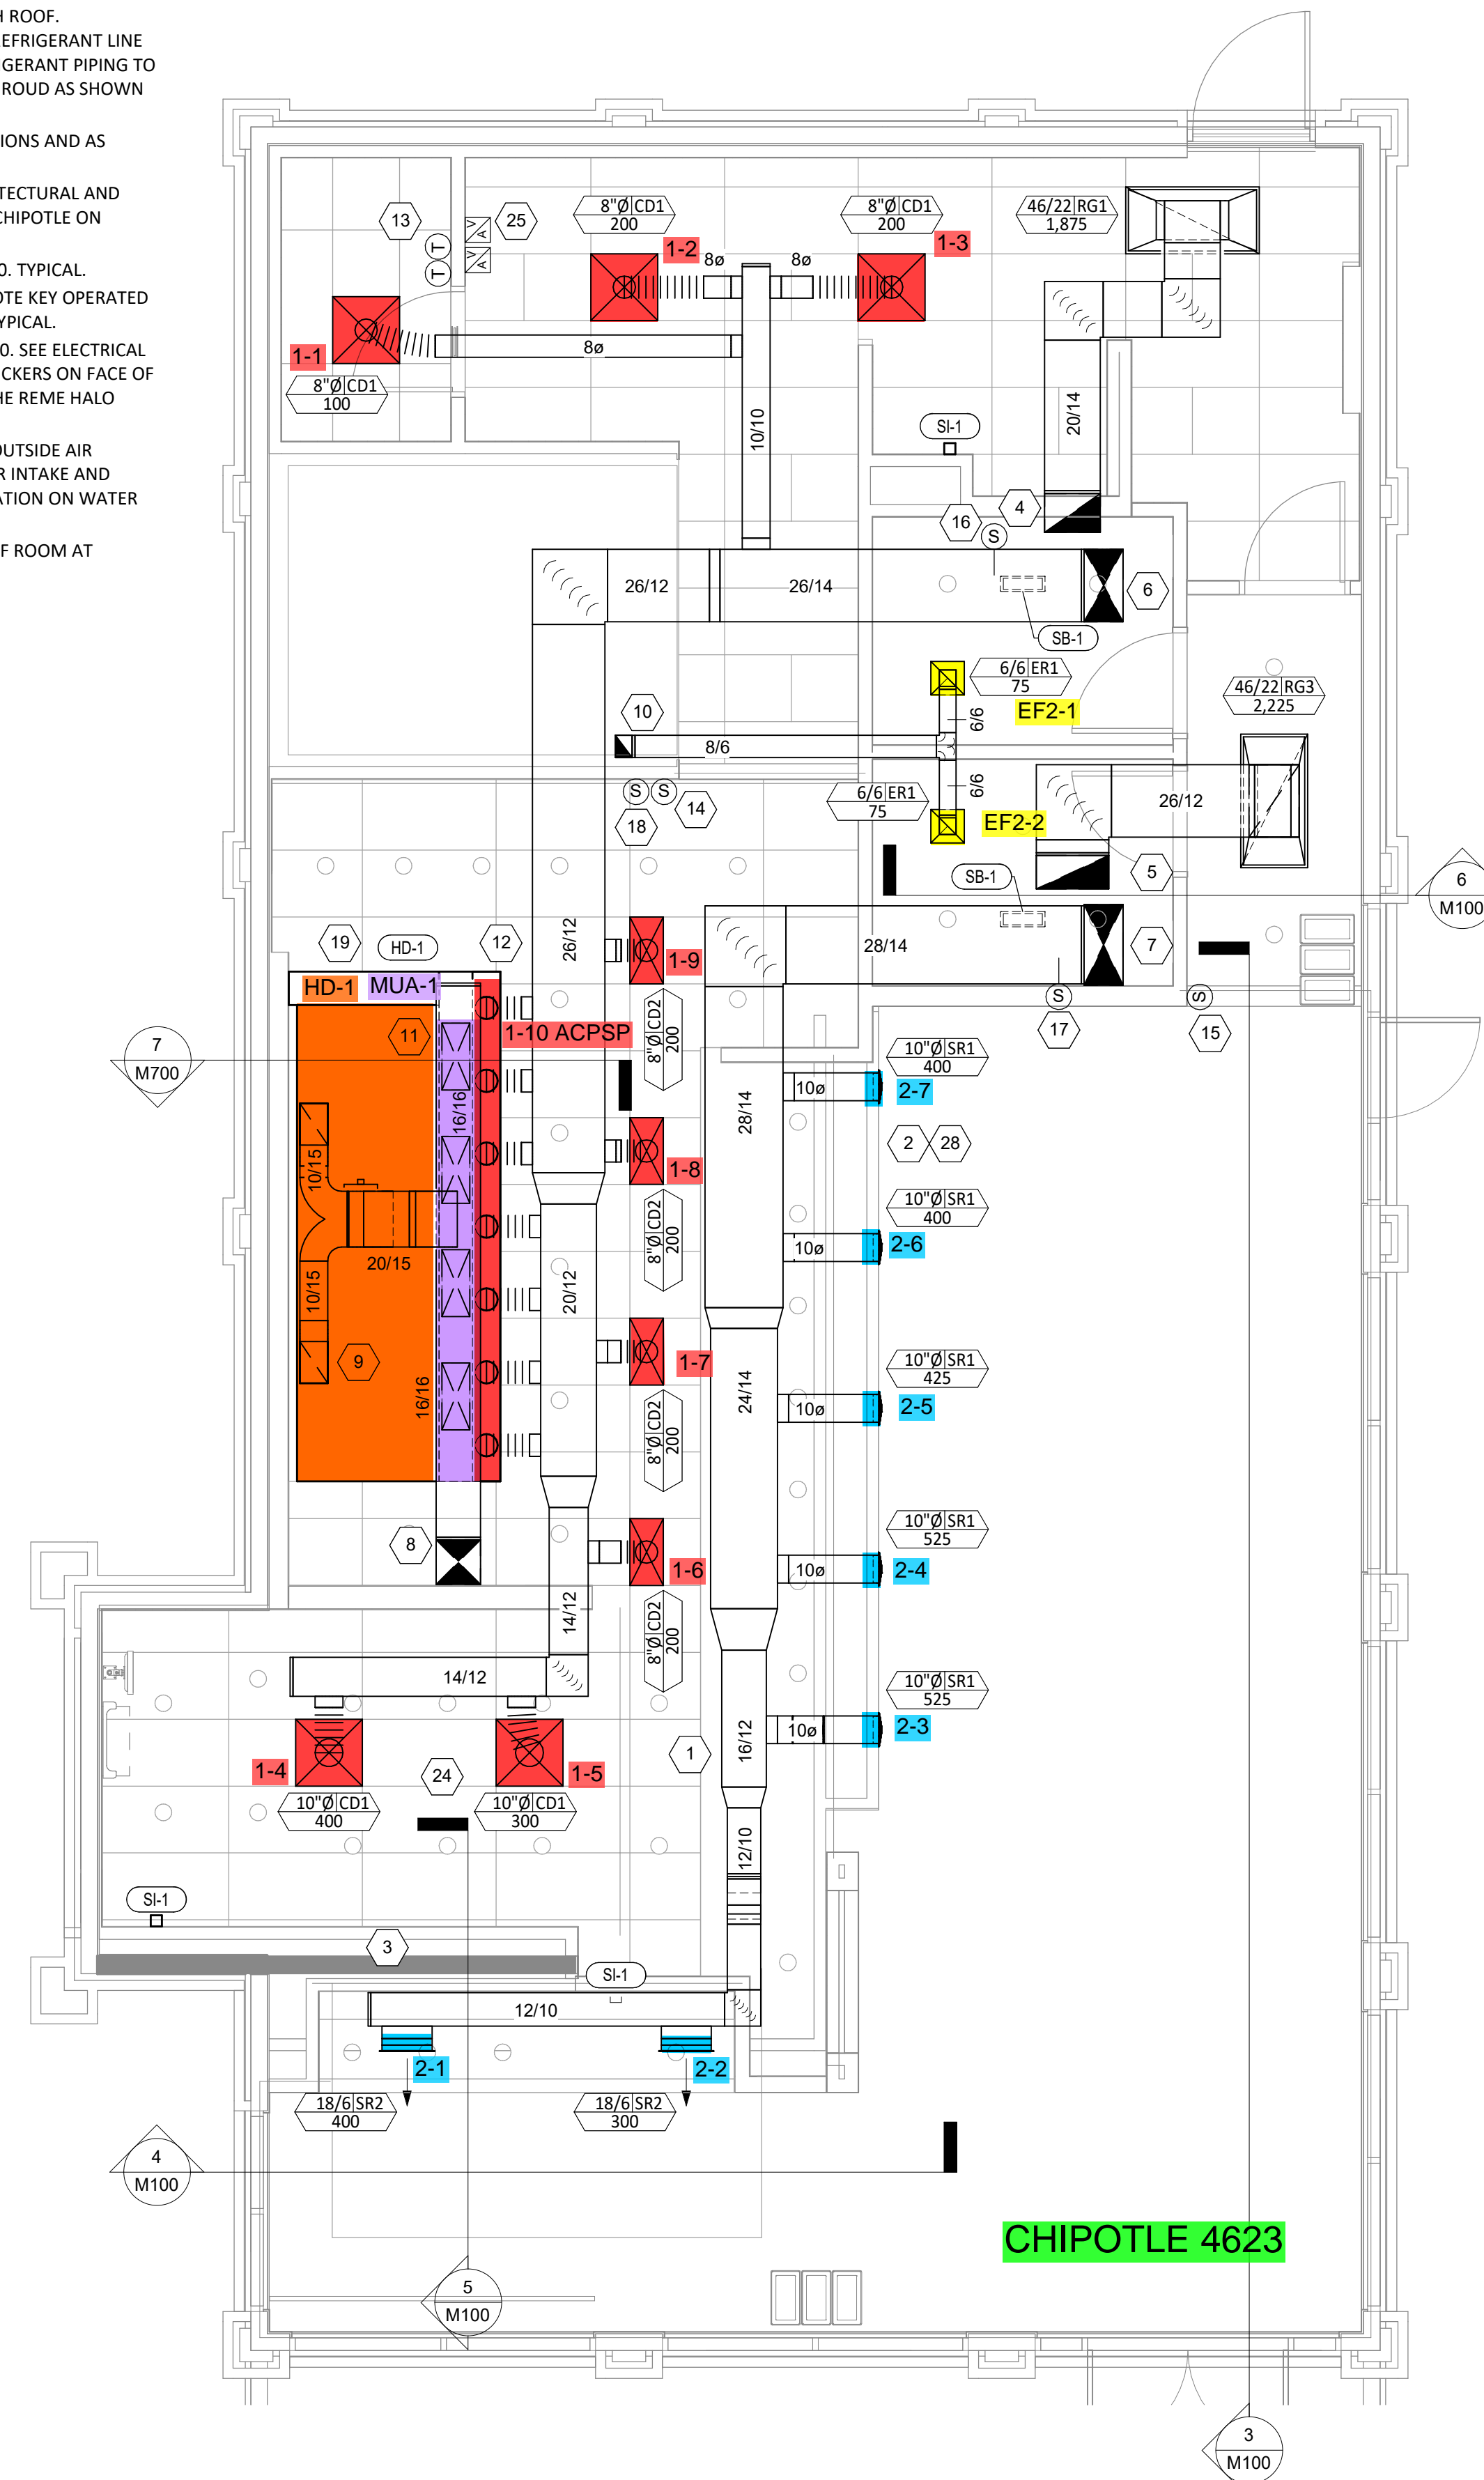 H ROOF.
EFRIGERANT LINE
IGERANT PIPING TO
ROUD AS SHOWN
IONS AND AS
ITECTURAL AND
CHIPOTLE ON
0. TYPICAL.
OTE KEY OPERATED
YPICAL.
0. SEE ELECTRICAL
CKERS ON FACE OF
HE REME HALO
OUTSIDE AIR
R INTAKE AND
ATION ON WATER
F ROOM AT
13
T
T
V
A
V
A
25
8"Ø CD1
200
1-2
8ø
8ø
8"Ø CD1
200
1-3
46/22 RG1
1,875
1-1
8"Ø CD1
100
8ø
10/10
SI-1
20/14
16
4
S
26/12
26/14
6
SB-1
6/6 ER1
75
EF2-1
46/22 RG3
2,225
10
8/6
6/6
6/6
S
S
18
14
6/6 ER1
75
EF2-2
26/12
SB-1
5
6
M100
19
HD-1
12
26/12
1-9
28/14
7
HD-1
MUA-1
11
1-10 ACPSP
8"Ø CD2
200
S
17
S
15
7
M700
16/16
10/15
20/15
10/15
9
16/16
1-8
8"Ø CD2
200
28/14
10ø
10"Ø SR1
400
2-7
2
28
10"Ø SR1
400
10ø
2-6
20/12
1-7
8"Ø CD2
200
24/14
10"Ø SR1
425
10ø
2-5
8
1-6
8"Ø CD2
200
10"Ø SR1
525
10ø
2-4
14/12
14/12
10"Ø SR1
525
16/12
10ø
2-3
1
1-4
24
1-5
10"Ø CD1
400
10"Ø CD1
300
12/10
SI-1
3
SI-1
12/10
2-1
2-2
18/6 SR2
400
18/6 SR2
300
4
M100
CHIPOTLE 4623
5
M100
3
M100